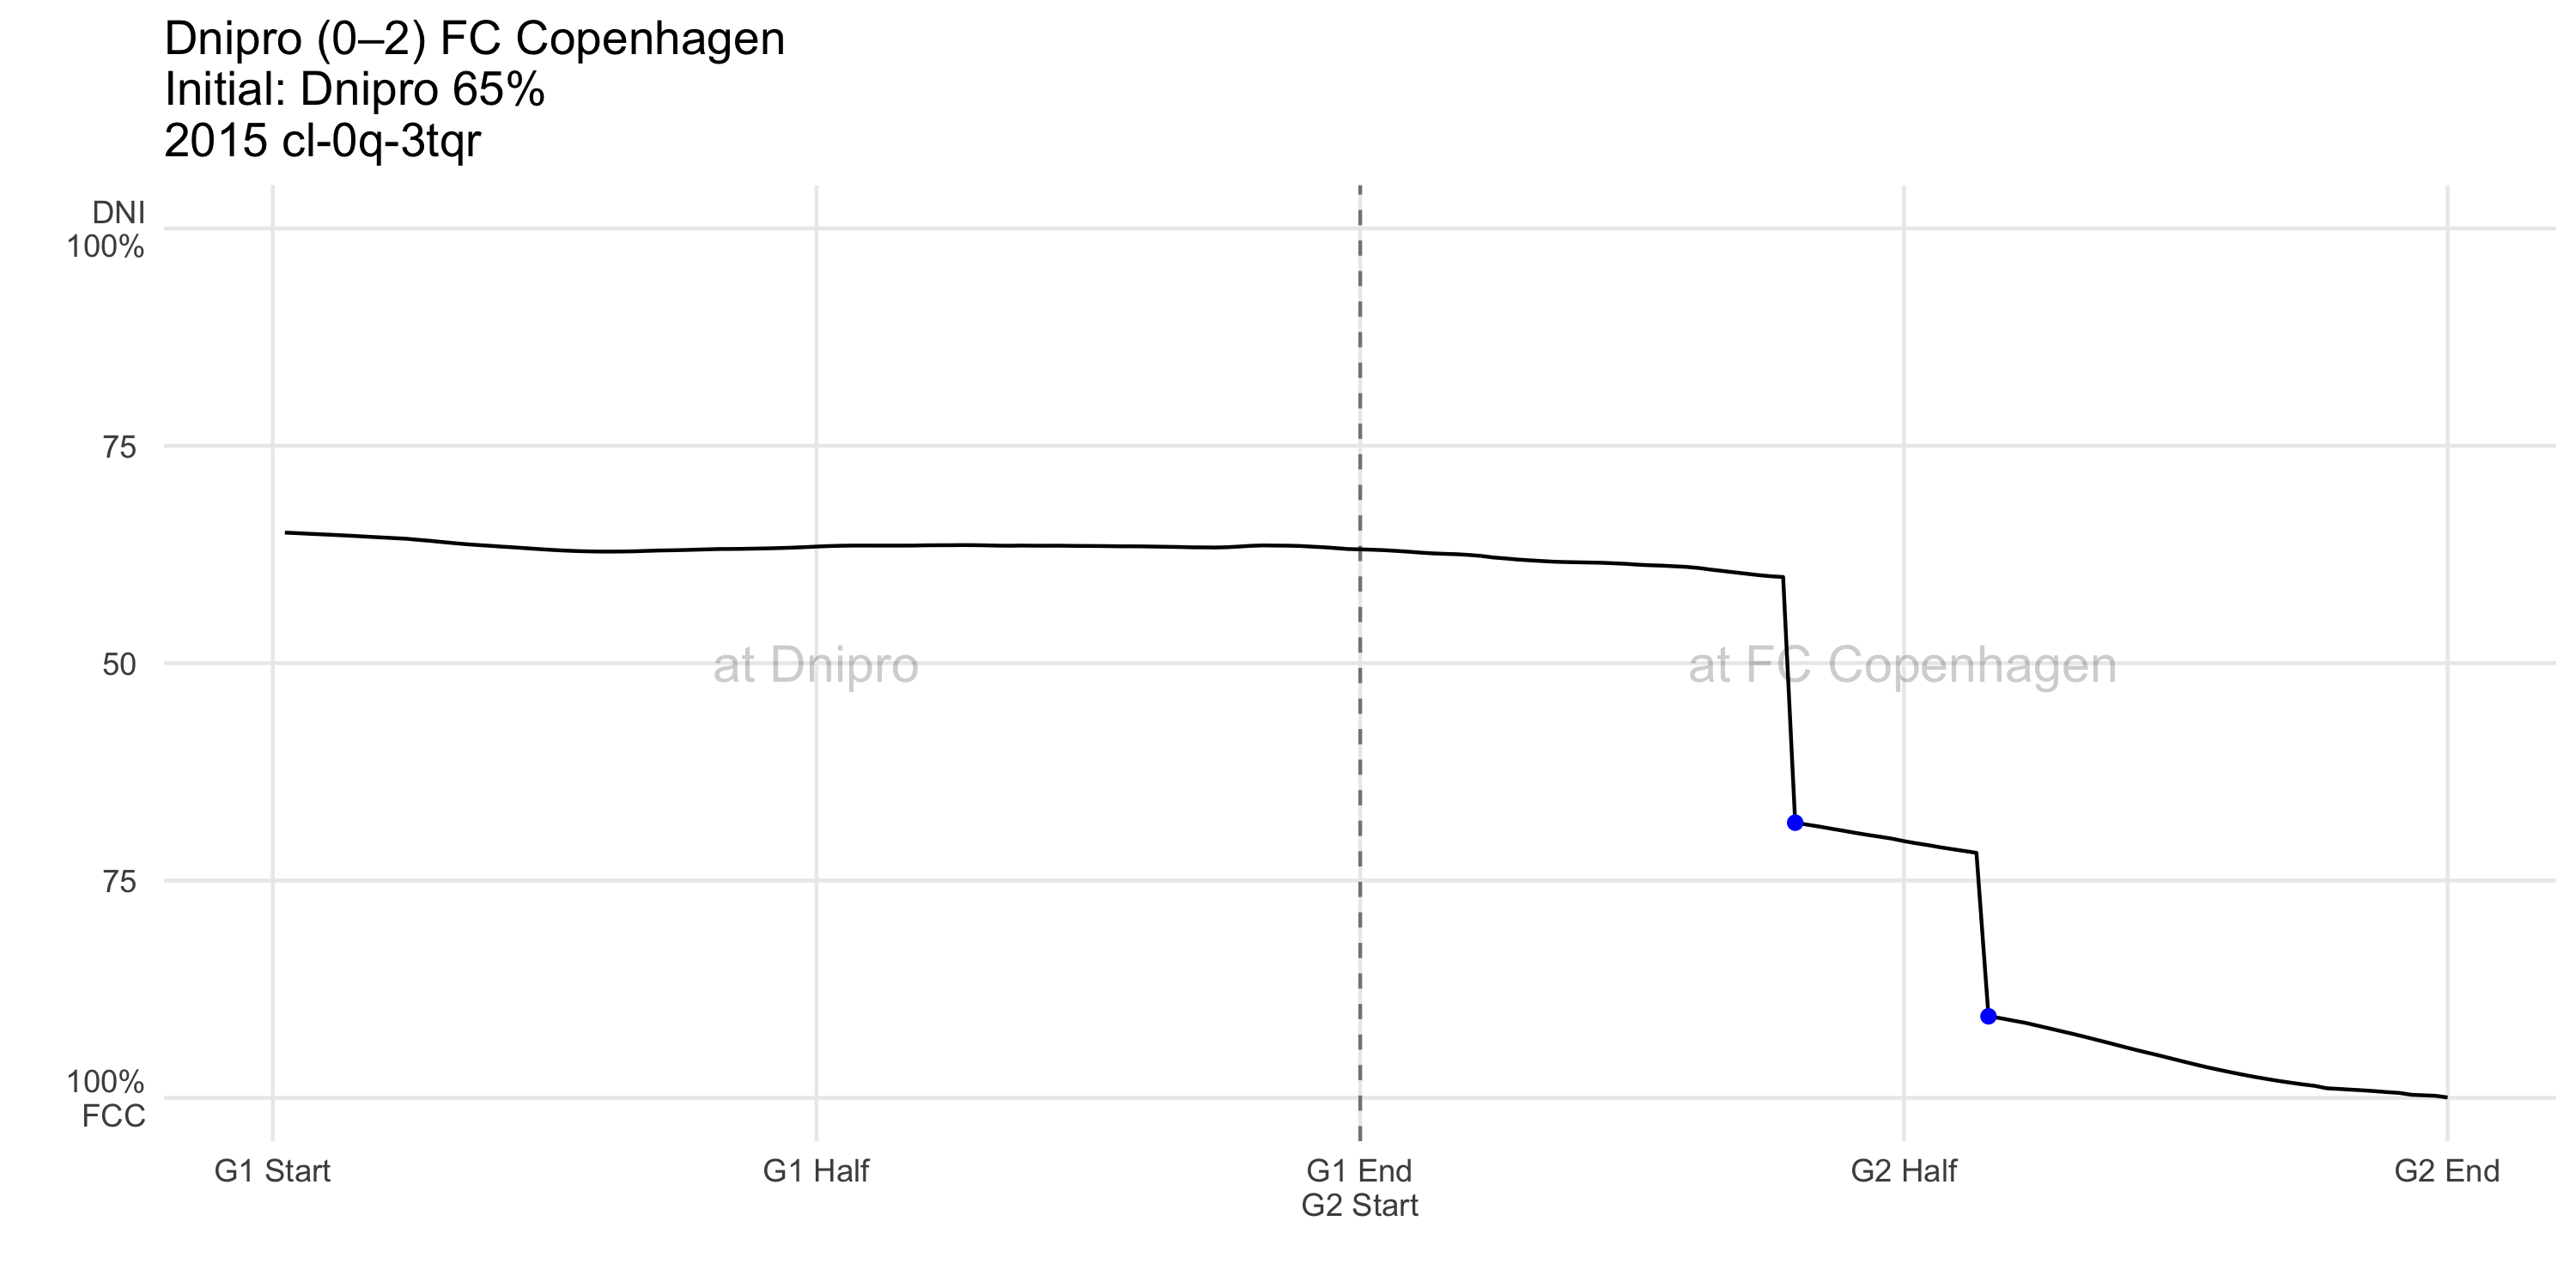 Dnipro (0–2) FC Copenhagen
Initial: Dnipro 65%
2015 cl-0q-3tqr
DNI
100%
75
50
75
100%
FCC
at Dnipro
at FC Copenhagen
G1 Start
G1 Half
G1 End
G2 Start
G2 Half
G2 End